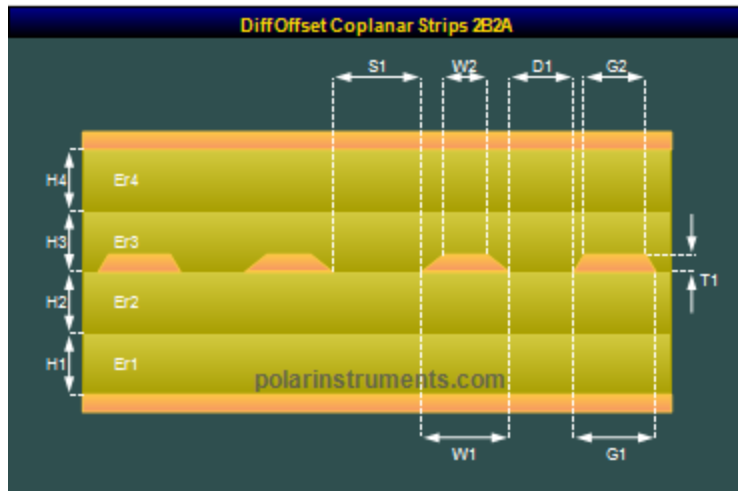 Diff Offset Coplanar Strips 2B2A
S1 W2 D1 G2
H4 Er4
H3 Er3
T1
H2 Er2
H1 Er1
polarinstruments.com
W1 G1